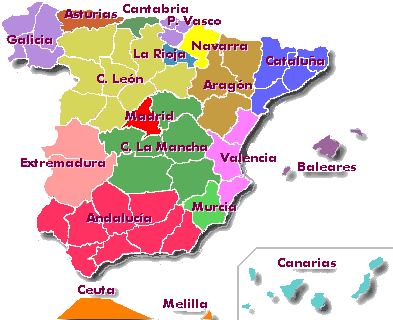 Cantabria
Asturias
P. Vasco
Galicia
Navarra
La Rioja
Cataluña
C. León
Aragón
Madrid
C. La Mancha
Extremadura
Valencia
Baleares
Murcia
Andalucía
Canarias
Ceuta
Melilla